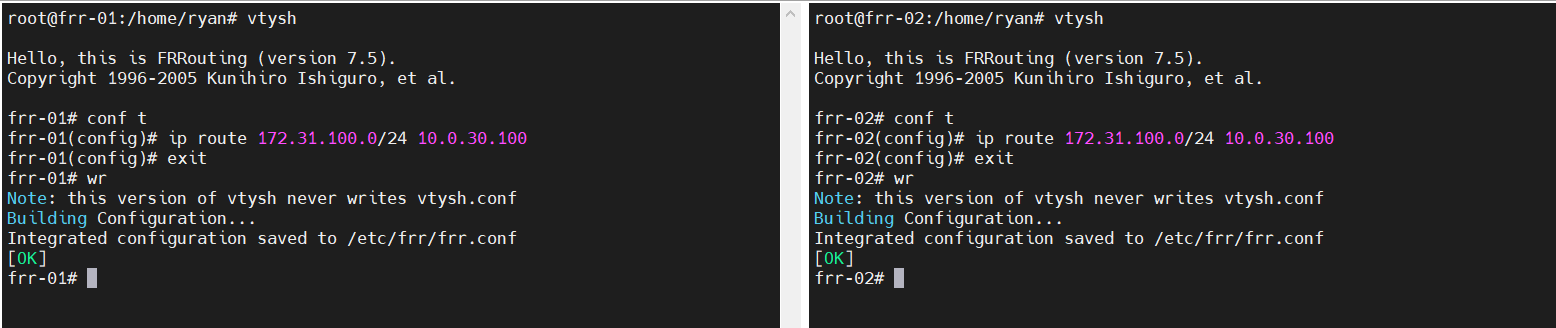 root@frr-01:/home/ryan# vtysh
Hello, this is FRRouting (version 7.5).
Copyright 1996-2005 Kunihiro Ishiguro, et al.
frr-01# conf t
frr-01(config)# ip route 172.31.100.0/24 10.0.30.100
frr-01(config)# exit
frr-01# wr
Note: this version of vtysh never writes vtysh.conf
Building Configuration...
Integrated configuration saved to /etc/frr/frr.conf
[OK]
frr-01#
root@frr-02:/home/ryan# vtysh
Hello, this is FRRouting (version 7.5).
Copyright 1996-2005 Kunihiro Ishiguro, et al.
frr-02# conf t
frr-02(config)# ip route 172.31.100.0/24 10.0.30.100
frr-02(config)# exit
frr-02# wr
Note: this version of vtysh never writes vtysh.conf
Building Configuration...
Integrated configuration saved to /etc/frr/frr.conf
[OK]
frr-02#